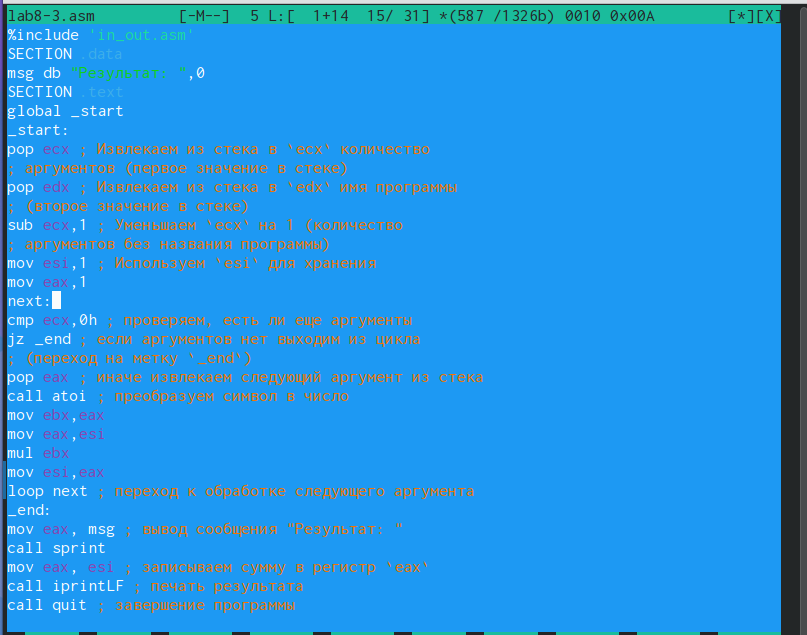 lab8-3.asm [-M--] 5 L:[ 1+14 15/ 31] *(587 /1326b) 0010 0x00A [*][X]
%include 'in_out.asm'
SECTION .data
msg db "Результат: ",0
SECTION .text
global _start
_start:
pop ecx ; Извлекаем из стека в `ecx` количество
; аргументов (первое значение в стеке)
pop edx ; Извлекаем из стека в `edx` имя программы
; (второе значение в стеке)
sub ecx,1 ; Уменьшаем `ecx` на 1 (количество
; аргументов без названия программы)
mov esi,1 ; Используем `esi` для хранения
mov eax,1
next:
cmp ecx,0h ; проверяем, есть ли еще аргументы
jz _end ; если аргументов нет выходим из цикла
; (переход на метку `_end`)
pop eax ; иначе извлекаем следующий аргумент из стека
call atoi ; преобразуем символ в число
mov ebx,eax
mov eax,esi
mul ebx
mov esi,eax
loop next ; переход к обработке следующего аргумента
_end:
mov eax, msg ; вывод сообщения "Результат: "
call sprint
mov eax, esi ; записываем сумму в регистр `eax`
call iprintLF ; печать результата
call quit ; завершение программы